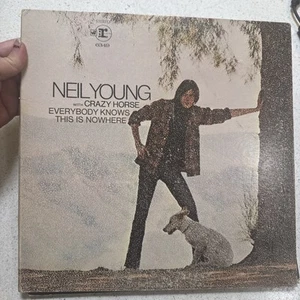 NEIL YOUNG
WITH CRAZY HORSE
EVERYBODY KNOWS
THIS IS NOWHERE